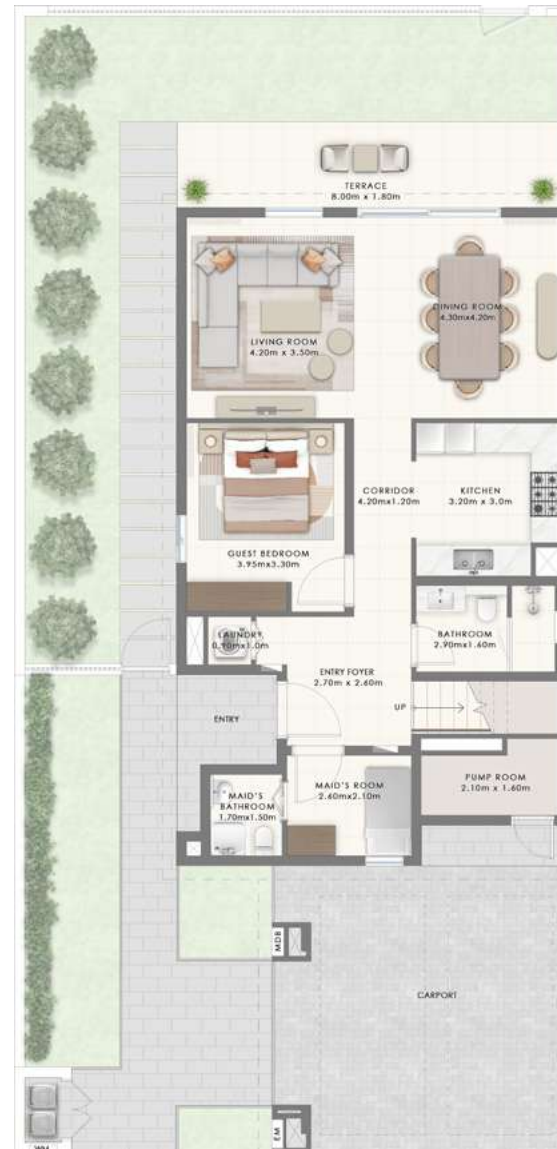 TERRACE
8.00m x 1.80m
LIVING ROOM
4.20m x 3.50m
DINING ROOM
4.30mx4.20m
CORRIDOR
4.20mx1.20m
KITCHEN
3.20m x 3.0m
GUEST BEDROOM
3.95mx3.30m
LAUNDRY
0.90mx1.0m
BATHROOM
2.90mx1.60m
ENTRY FOYER
2.70m x 2.60m
UP
ENTRY
MAID'S
BATHROOM
1.70mx1.50m
MAID'S ROOM
2.60mx2.10m
PUMP ROOM
2.10m x 1.60m
MDB
CARPORT
EM